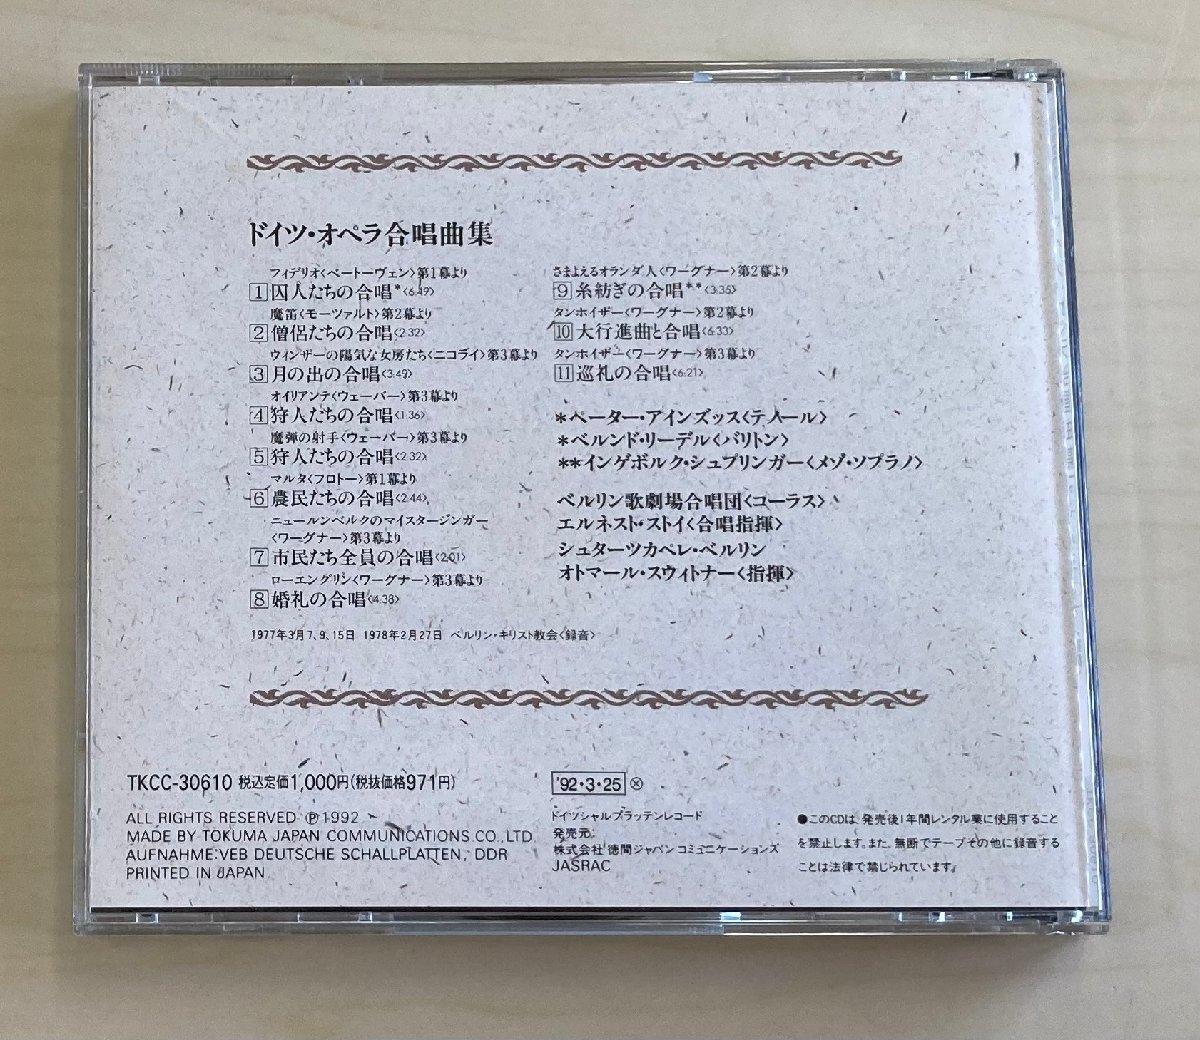 ドイツ・オペラ合唱曲集
フィデリオ〈ベートーヴェン〉第1幕より
1 囚人たちの合唱*〈6:49〉
魔笛〈モーツァルト〉第2幕より
2 僧侶たちの合唱〈2:32〉
ウィンザーの陽気な女房たち〈ニコライ〉第3幕より
3 月の出の合唱〈3:49〉
オイリアンテ〈ウェーバー〉第3幕より
4 狩人たちの合唱〈1:36〉
魔弾の射手〈ウェーバー〉第3幕より
5 狩人たちの合唱〈2:32〉
マルタ〈フロトー〉第1幕より
6 農民たちの合唱〈2:44〉
ニュールンベルクのマイスタージンガー
〈ワーグナー〉第3幕より
7 市民たち全員の合唱〈2:01〉
ローエングリン〈ワーグナー〉第3幕より
8 婚礼の合唱〈4:38〉
さまよえるオランダ人〈ワーグナー〉第2幕より
9 糸紡ぎの合唱**〈3:35〉
タンホイザー〈ワーグナー〉第2幕より
10 大行進曲と合唱〈6:33〉
タンホイザー〈ワーグナー〉第3幕より
11 巡礼の合唱〈6:21〉
*ペーター・アインズッス〈テノール〉
*ベルンド・リーデル〈バリトン〉
**インゲボルク・シュプリンガー〈メゾ・ソプラノ〉
ベルリン歌劇場合唱団〈コーラス〉
エルネスト・ストイ〈合唱指揮〉
シュターツカペレ・ベルリン
オトマール・スウィトナー〈指揮〉
1977年3月7、9、15日 1978年2月27日 ベルリン・キリスト教会〈録音〉
TKCC-30610 税込定価1,000円(税抜価格971円)
'92・3・25 Ⓧ
ALL RIGHTS RESERVED Ⓟ1992
MADE BY TOKUMA JAPAN COMMUNICATIONS CO., LTD.
AUFNAHME:VEB DEUTSCHE SCHALLPLATTEN, DDR
PRINTED IN JAPAN
ドイツシャルプラッテンレコード
発売元:
株式会社 徳間ジャパンコミュニケーションズ
JASRAC
●このCDは、発売後1年間レンタル業に使用すること
を禁止します。また、無断でテープその他に録音する
ことは法律で禁じられています。